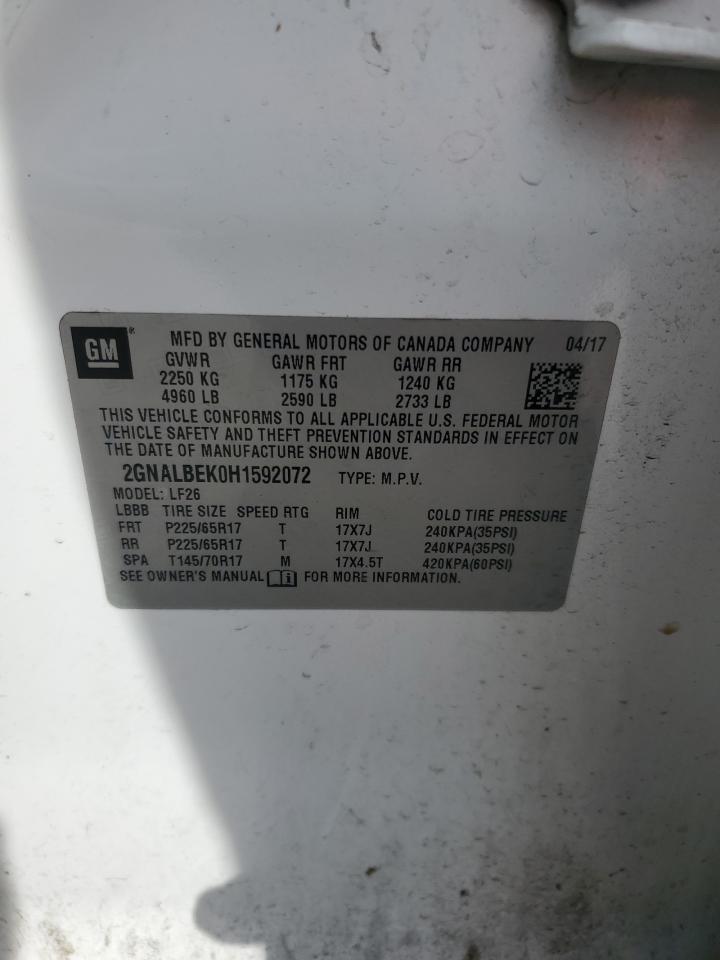 GM® MFD BY GENERAL MOTORS OF CANADA COMPANY 04/17
GVWR GAWR FRT GAWR RR
2250 KG 1175 KG 1240 KG
4960 LB 2590 LB 2733 LB
THIS VEHICLE CONFORMS TO ALL APPLICABLE U.S. FEDERAL MOTOR
VEHICLE SAFETY AND THEFT PREVENTION STANDARDS IN EFFECT ON
THE DATE OF MANUFACTURE SHOWN ABOVE.
2GNALBEK0H1592072 TYPE: M.P.V.
MODEL: LF26
LBBB TIRE SIZE SPEED RTG RIM COLD TIRE PRESSURE
FRT P225/65R17 T 17X7J 240KPA(35PSI)
RR P225/65R17 T 17X7J 240KPA(35PSI)
SPA T145/70R17 M 17X4.5T 420KPA(60PSI)
SEE OWNER'S MANUAL FOR MORE INFORMATION.